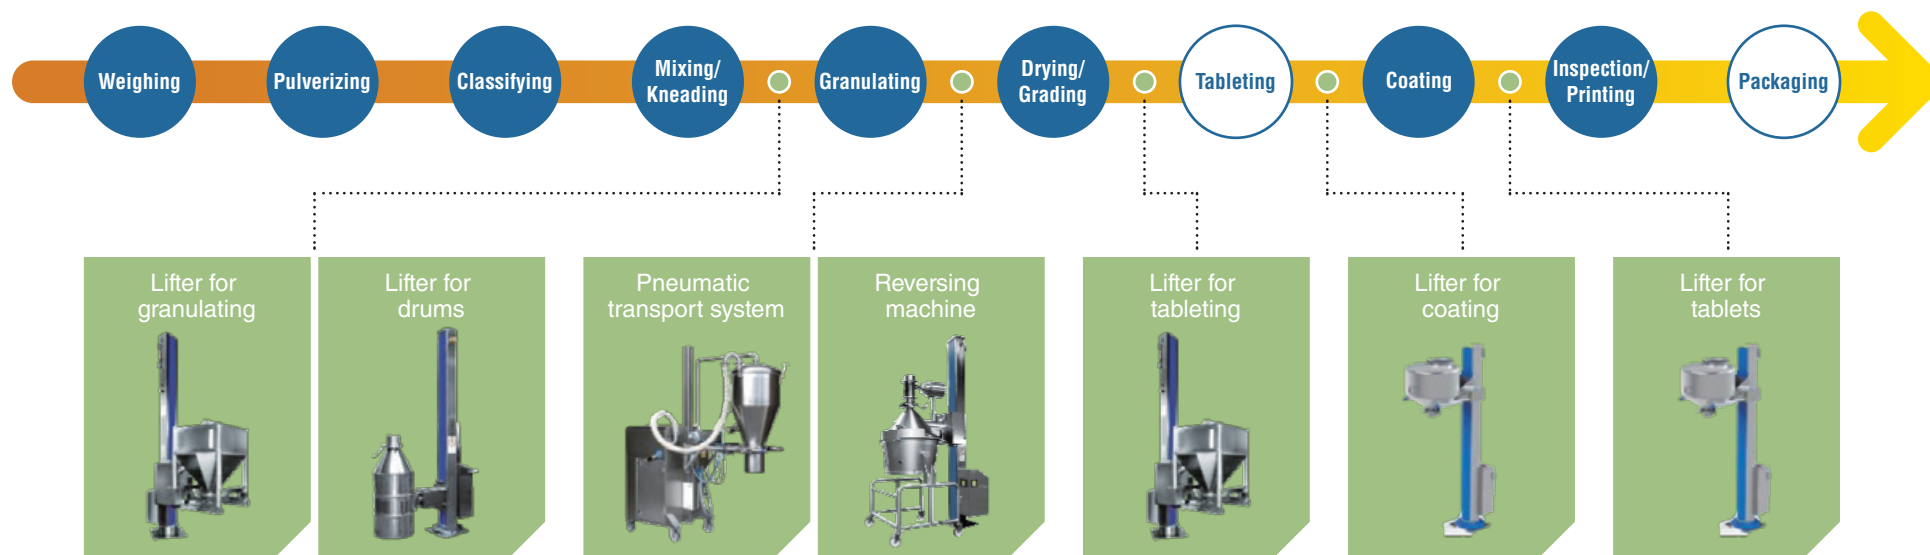 Weighing
Pulverizing
Classifying
Mixing/
Kneading
Granulating
Drying/
Grading
Tableting
Coating
Inspection/
Printing
Packaging
Lifter for
granulating
Lifter for
drums
Pneumatic
transport system
Reversing
machine
Lifter for
tableting
Lifter for
coating
Lifter for
tablets